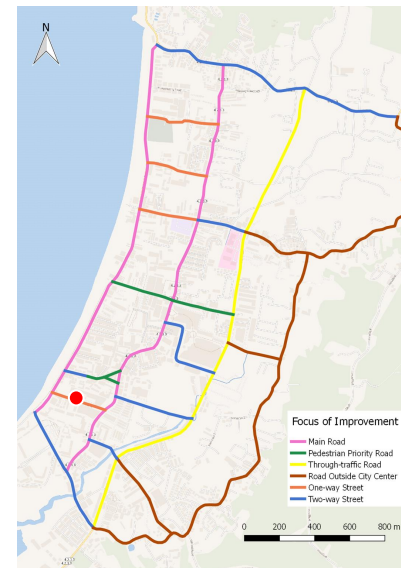 N
Focus of Improvement
Main Road
Pedestrian Priority Road
Through-traffic Road
Road Outside City Center
One-way Street
Two-way Street
0 200 400 600 800 m